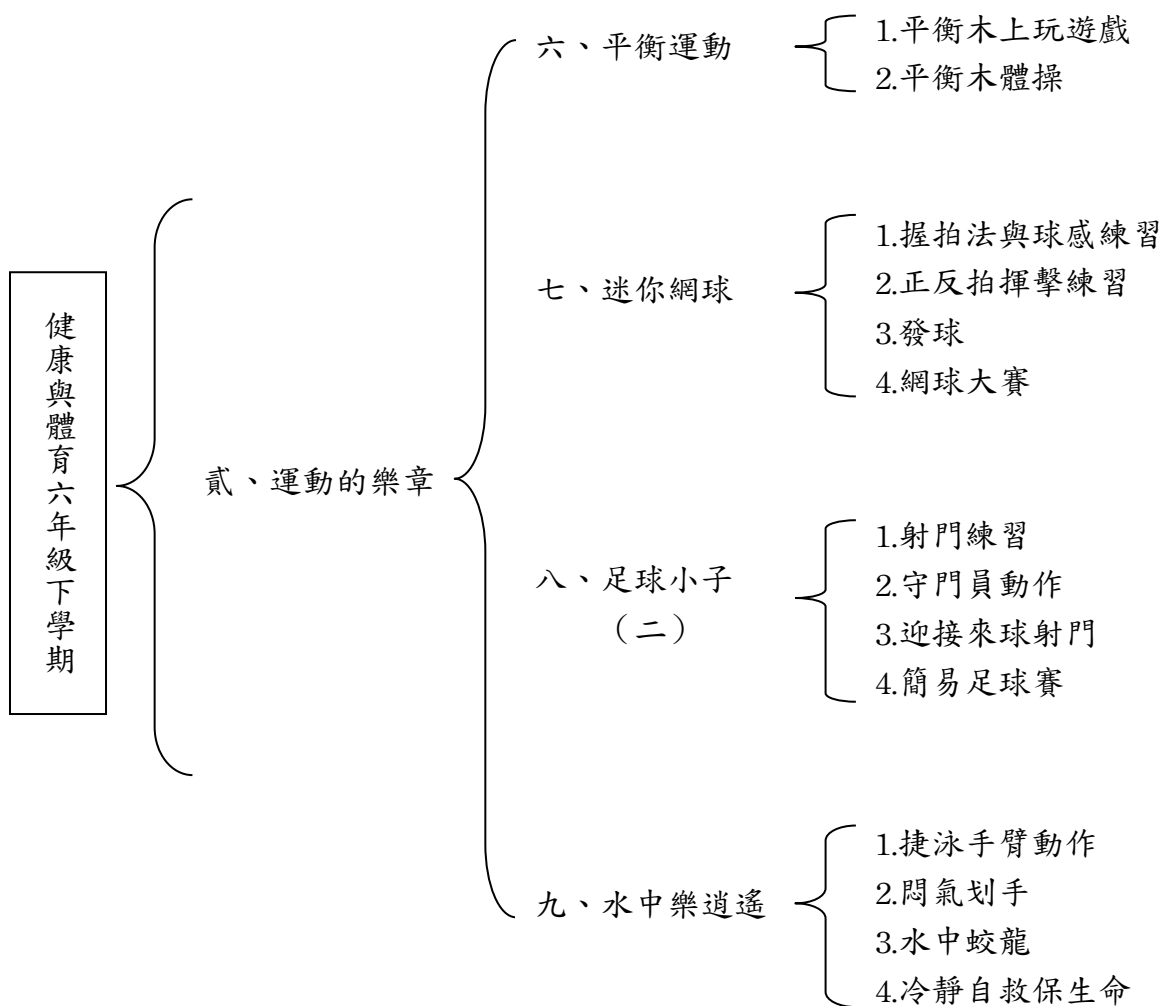 健康與體育六年級下學期
貳、運動的樂章
六、平衡運動
1.平衡木上玩遊戲
2.平衡木體操
七、迷你網球
1.握拍法與球感練習
2.正反拍揮擊練習
3.發球
4.網球大賽
八、足球小子
（二）
1.射門練習
2.守門員動作
3.迎接來球射門
4.簡易足球賽
九、水中樂逍遙
1.捷泳手臂動作
2.悶氣划手
3.水中蛟龍
4.冷靜自救保生命